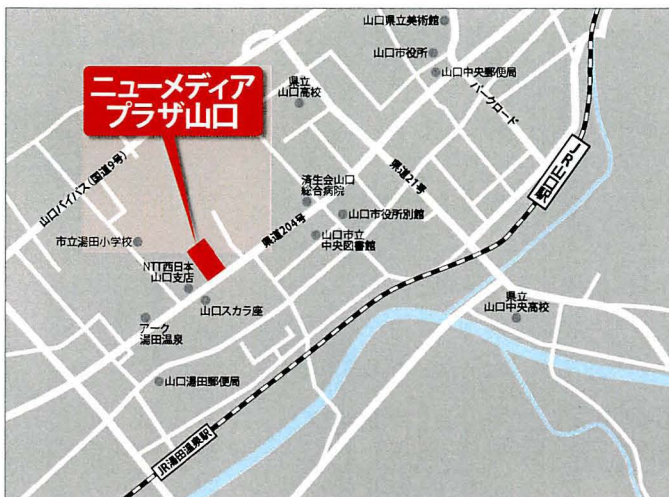 山口県立美術館
山口市役所
山口中央郵便局
パークロード
県立
山口高校
ニューメディア
プラザ山口
山口バイパス(国道9号)
済生会山口
総合病院
県道21号
JR山口駅
山口市役所別館
県道204号
山口市立
中央図書館
市立湯田小学校
NTT西日本
山口支店
山口スカラ座
県立
山口中央高校
アーク
湯田温泉
山口湯田郵便局
JR湯田温泉駅